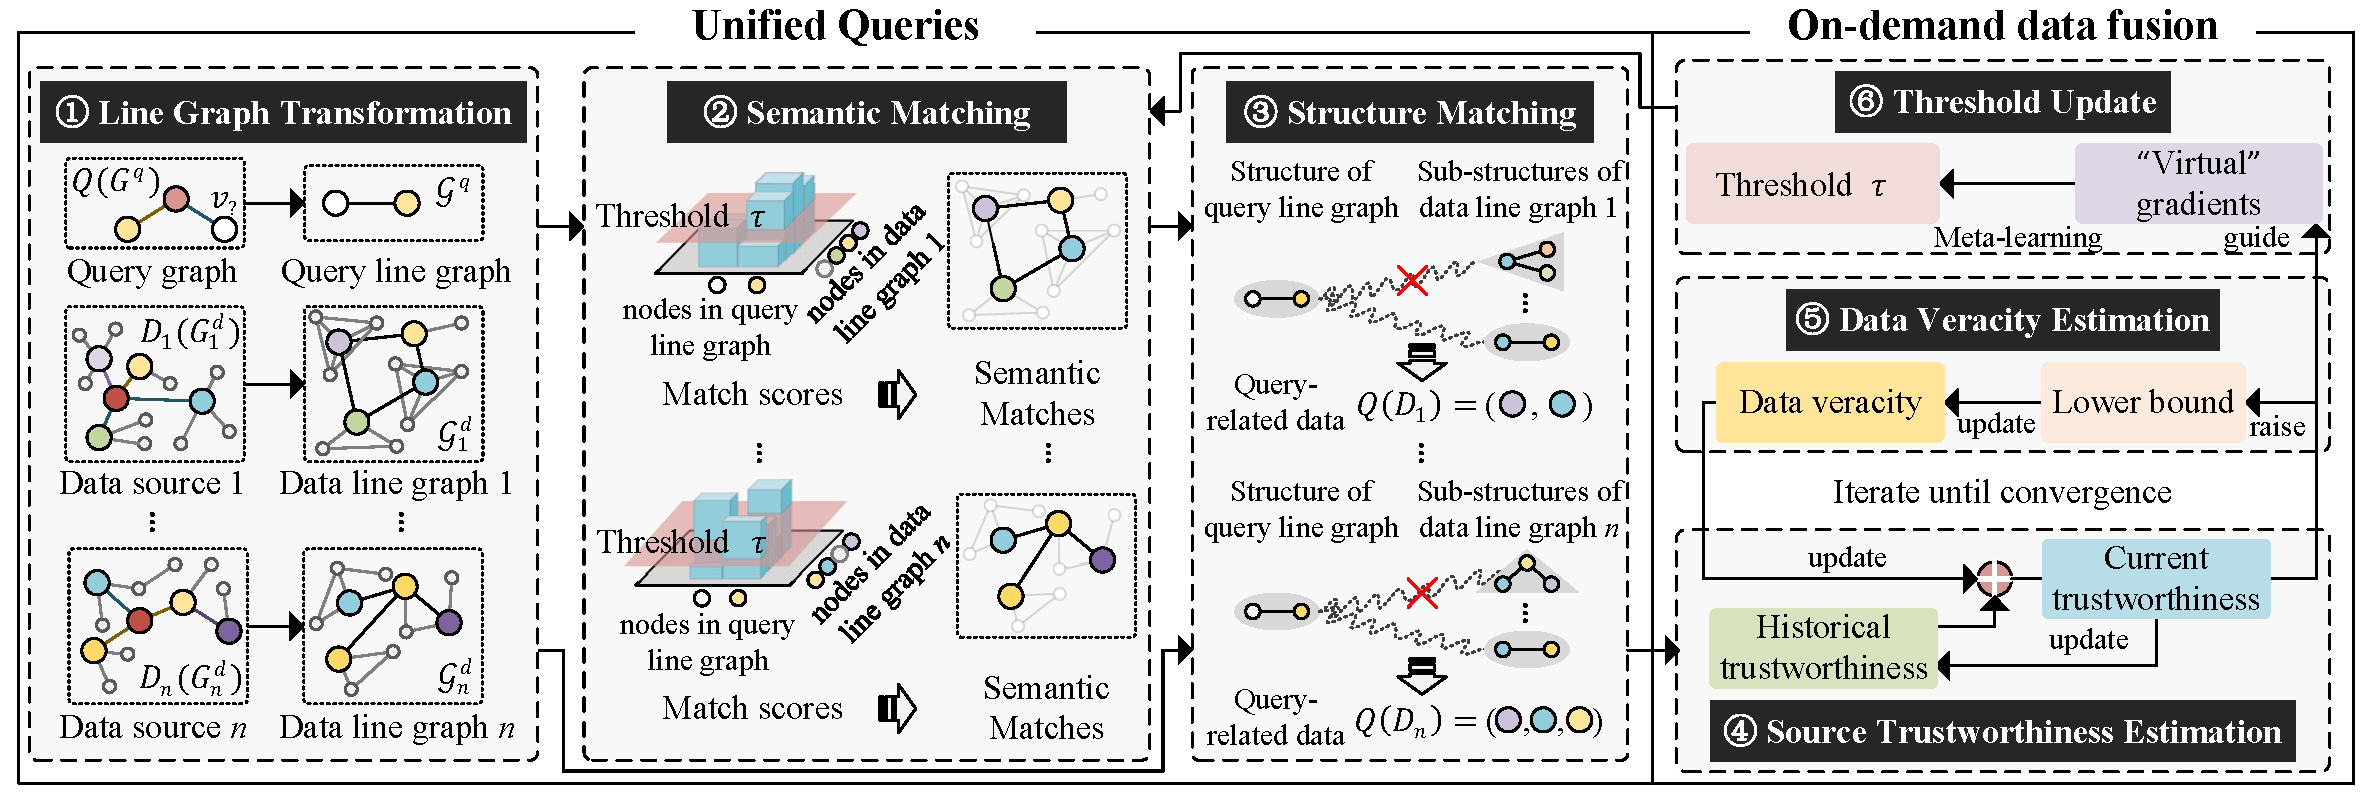 Unified Queries
On-demand data fusion
① Line Graph Transformation
Q(G^q)
v_?
𝒢^q
Query graph
Query line graph
D_1(G_1^d)
𝒢_1^d
Data source 1
Data line graph 1
⋮
⋮
D_n(G_n^d)
𝒢_n^d
Data source n
Data line graph n
② Semantic Matching
Threshold τ
nodes in data
line graph 1
nodes in query
line graph
Match scores
Semantic
Matches
⋮
⋮
Threshold τ
nodes in data
line graph n
nodes in query
line graph
Match scores
Semantic
Matches
③ Structure Matching
Structure of
query line graph
Sub-structures of
data line graph 1
⋮
Query-
related data
Q(D_1) = ( , )
⋮
Structure of
query line graph
Sub-structures of
data line graph n
⋮
Query-
related data
Q(D_n) = ( , , )
⑥ Threshold Update
Threshold τ
“Virtual”
gradients
Meta-learning
guide
⑤ Data Veracity Estimation
Data veracity
update
Lower bound
raise
Iterate until convergence
update
Current
trustworthiness
Historical
trustworthiness
update
④ Source Trustworthiness Estimation